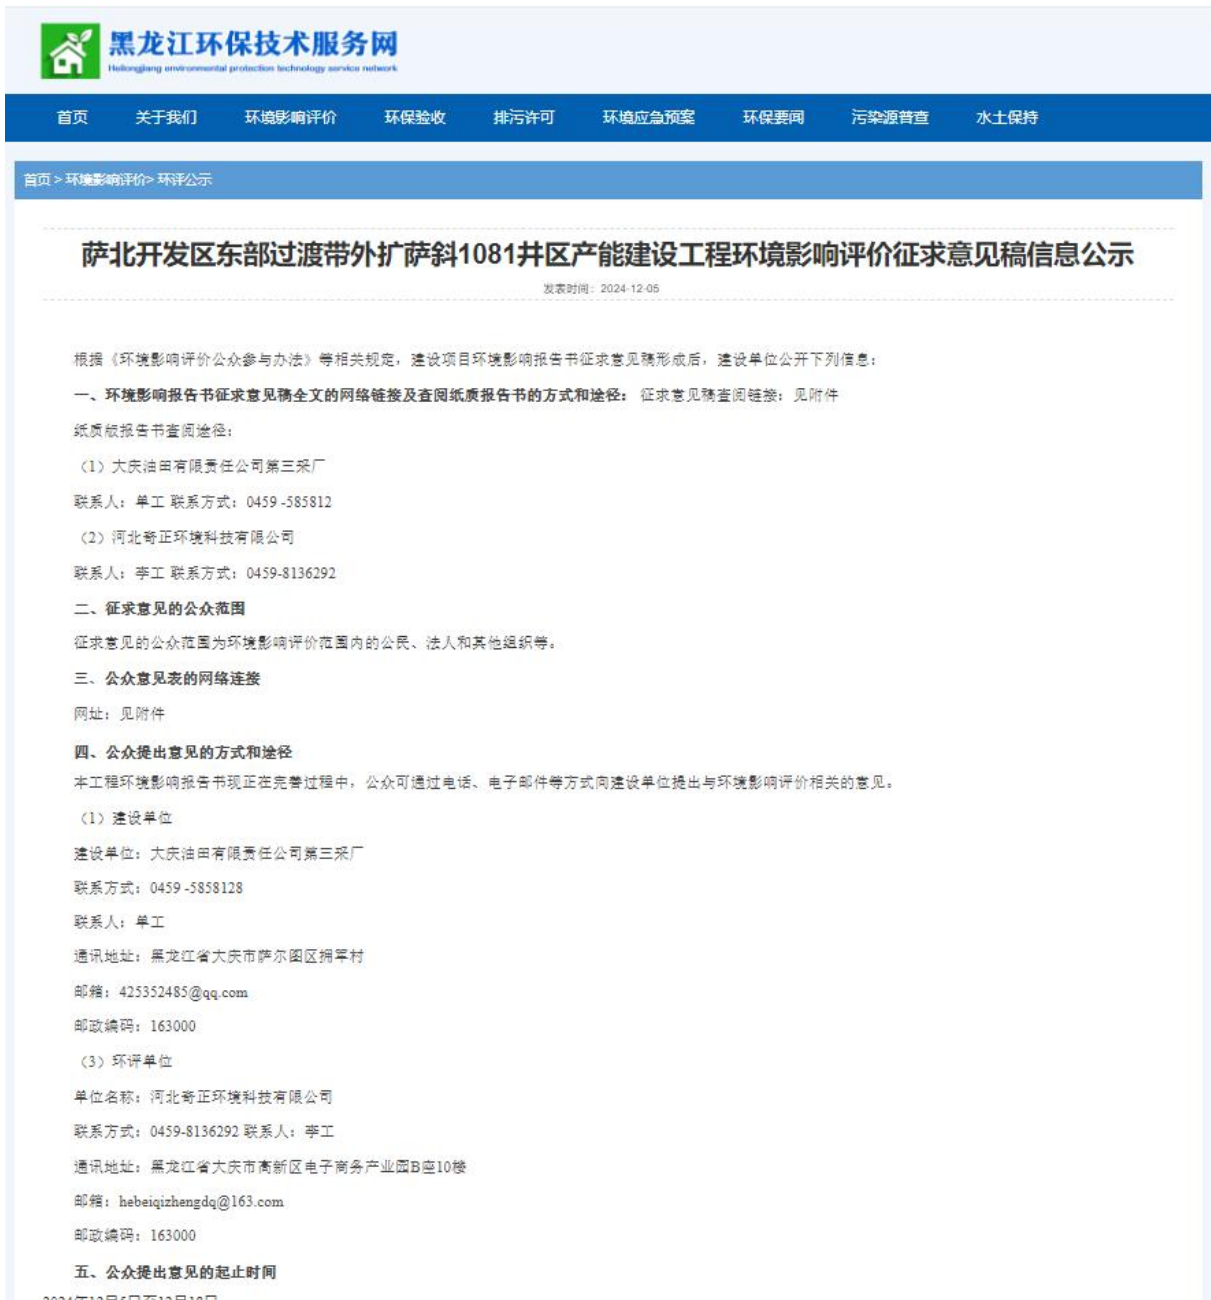 黑龙江环保技术服务网
Heilongjiang environmental protection technology service network
首页 关于我们 环境影响评价 环保验收 排污许可 环境应急预案 环保要闻 污染源普查 水土保持
首页 > 环境影响评价> 环评公示
萨北开发区东部过渡带外扩萨斜1081井区产能建设工程环境影响评价征求意见稿信息公示
发表时间：2024-12-05
根据《环境影响评价公众参与办法》等相关规定，建设项目环境影响报告书征求意见稿形成后，建设单位公开下列信息：
一、环境影响报告书征求意见稿全文的网络链接及查阅纸质报告书的方式和途径：征求意见稿查阅链接：见附件
纸质版报告书查阅途径：
（1）大庆油田有限责任公司第三采厂
联系人：单工 联系方式：0459 -585812
（2）河北奇正环境科技有限公司
联系人：李工 联系方式：0459-8136292
二、征求意见的公众范围
征求意见的公众范围为环境影响评价范围内的公民、法人和其他组织等。
三、公众意见表的网络连接
网址：见附件
四、公众提出意见的方式和途径
本工程环境影响报告书现正在完善过程中，公众可通过电话、电子邮件等方式向建设单位提出与环境影响评价相关的意见。
（1）建设单位
建设单位：大庆油田有限责任公司第三采厂
联系方式：0459 -5858128
联系人：单工
通讯地址：黑龙江省大庆市萨尔图区拥军村
邮箱：425352485@qq.com
邮政编码：163000
（3）环评单位
单位名称：河北奇正环境科技有限公司
联系方式：0459-8136292 联系人：李工
通讯地址：黑龙江省大庆市高新区电子商务产业园B座10楼
邮箱：hebeiqizhengdq@163.com
邮政编码：163000
五、公众提出意见的起止时间